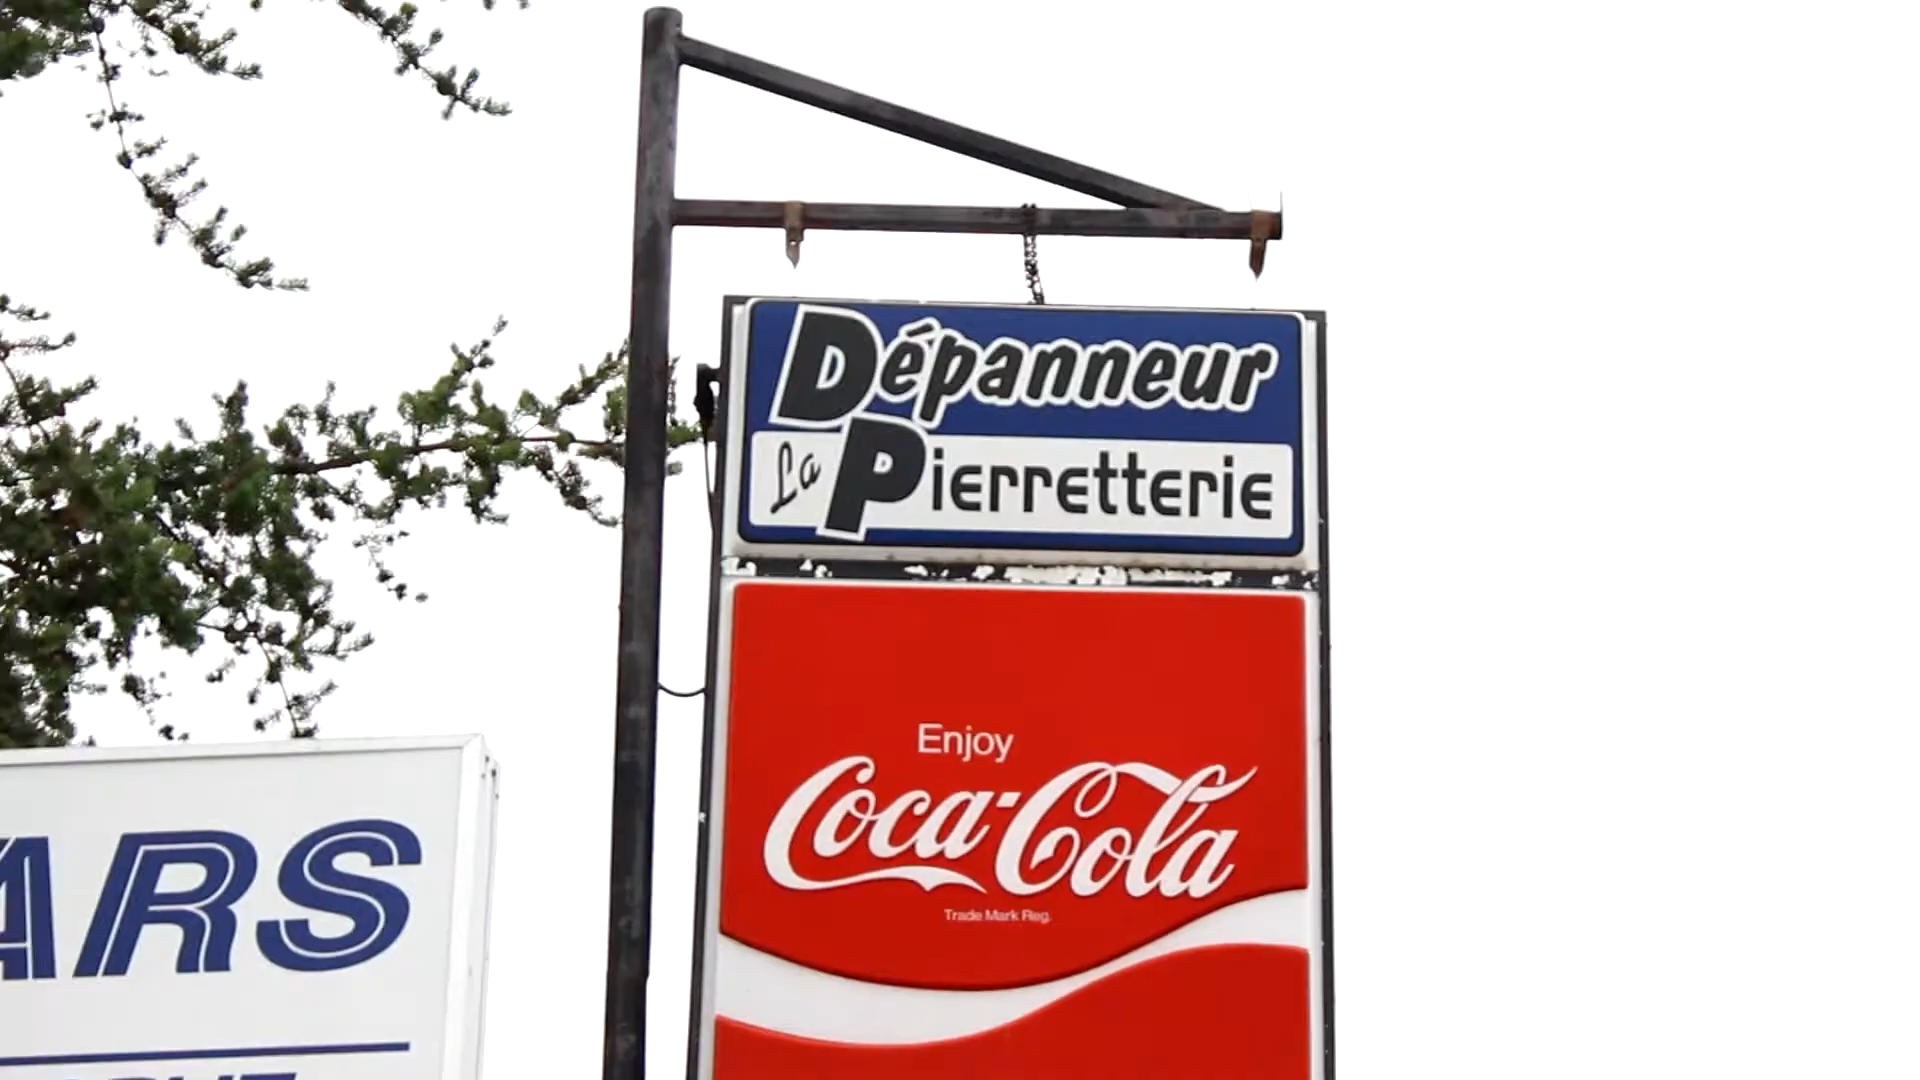 Dépanneur
La Pierretterie
Enjoy
Coca-Cola
Trade Mark Reg.
ARS